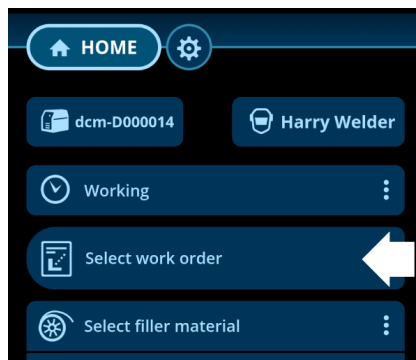 HOME
dcm-D000014
Harry Welder
Working
Select work order
Select filler material